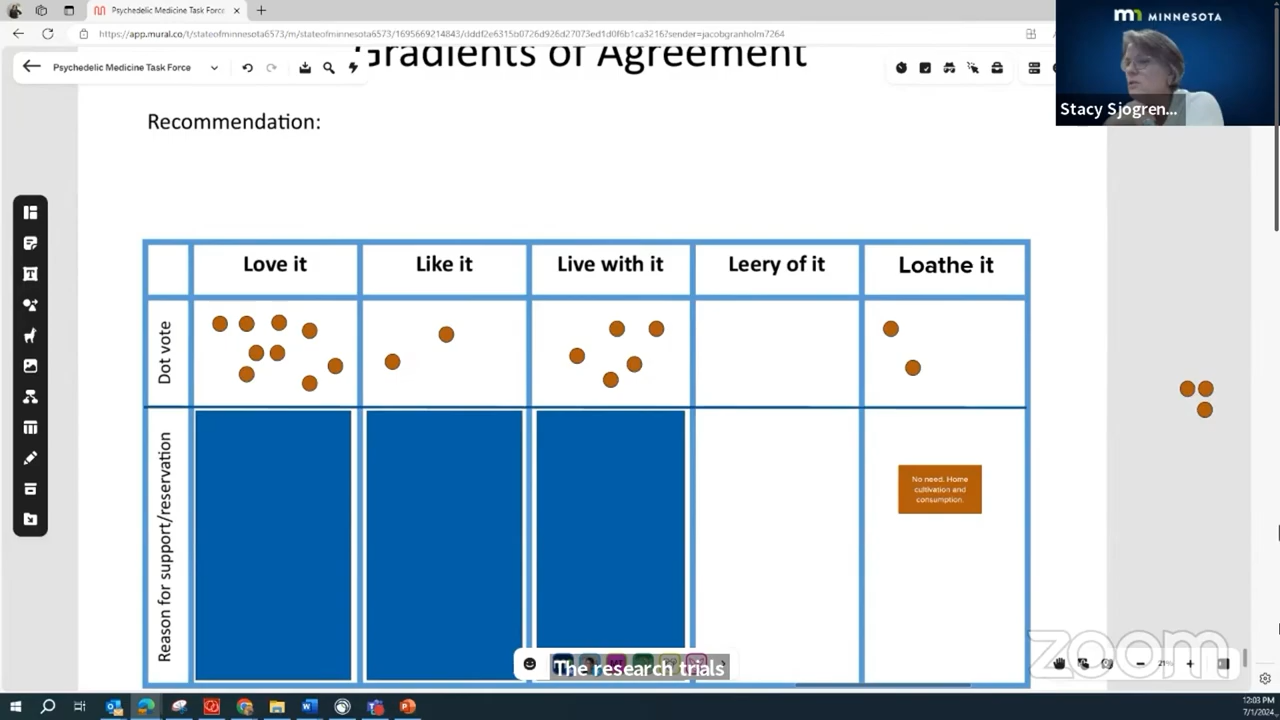 Psychedelic Medicine Task Force
https://app.mural.co/t/stateofminnesota6573/m/stateofminnesota6573/1695669214843/dddf2e6315b0726d926d27073ed1d0f6b1ca3216?sender=jacobgranholm7264
MINNESOTA
Gradients of Agreement
Psychedelic Medicine Task Force
Stacy Sjogren...
Recommendation:
Love it
Like it
Live with it
Leery of it
Loathe it
Dot vote
Reason for support/reservation
No need. Home
cultivation and
consumption.
The research trials
zoom
21%
12:03 PM
7/1/2024